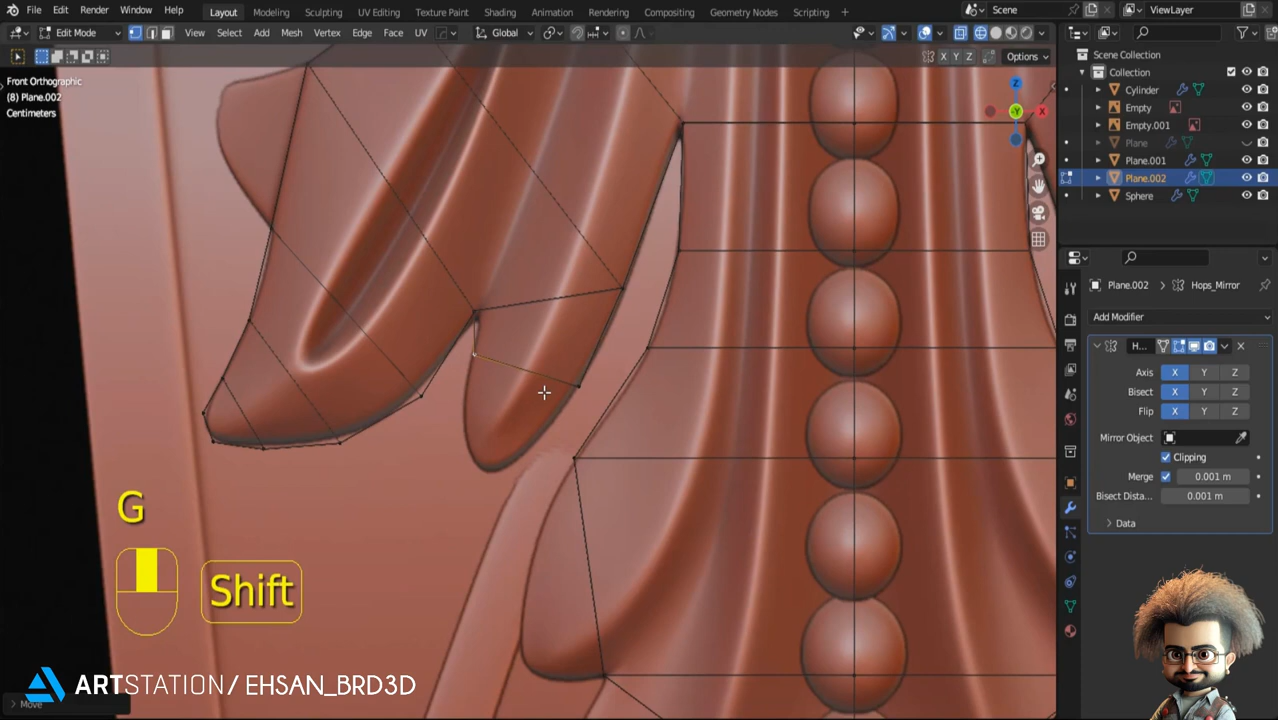 File Edit Render Window Help
Layout Modeling Sculpting UV Editing Texture Paint Shading Animation Rendering Compositing Geometry Nodes Scripting +
Scene
ViewLayer
Edit Mode
View Select Add Mesh Vertex Edge Face UV
Global
X Y Z
Options
Front Orthographic
(8) Plane.002
Centimeters
Z
X
-Y
Scene Collection
Collection
Cylinder
Empty
Empty.001
Plane
Plane.001
Plane.002
Sphere
Plane.002 > Hops_Mirror
Add Modifier
H...
Axis X Y Z
Bisect X Y Z
Flip X Y Z
Mirror Object
Clipping
Merge 0.001 m
Bisect Dista... 0.001 m
Data
G
Shift
ARTSTATION/ EHSAN_BRD3D
Move